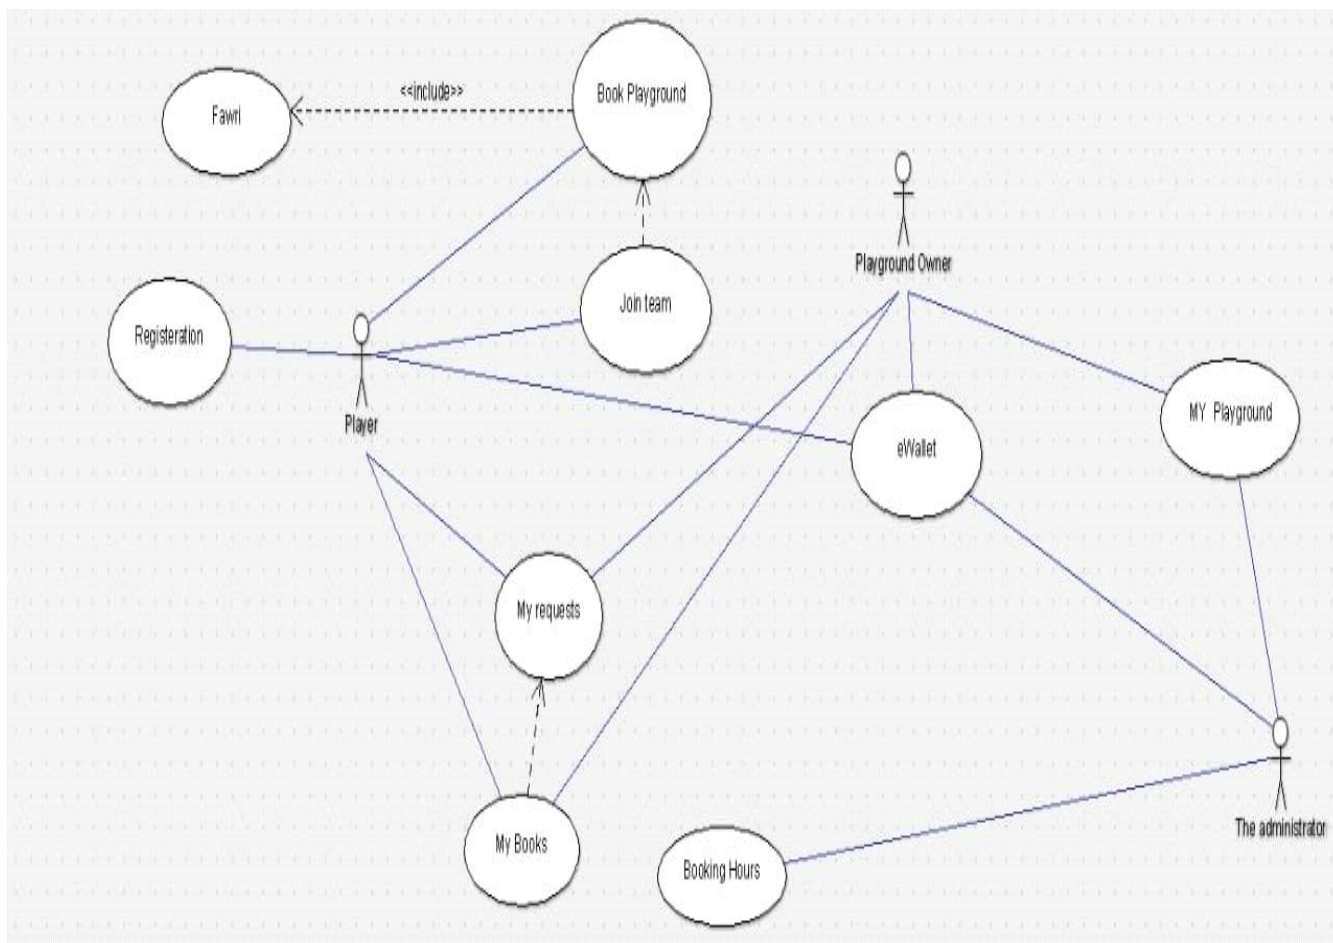 <<include>>
Book Playground
Fawri
Playground Owner
Join team
Registeration
MY Playground
Player
eWallet
My requests
The administrator
My Books
Booking Hours